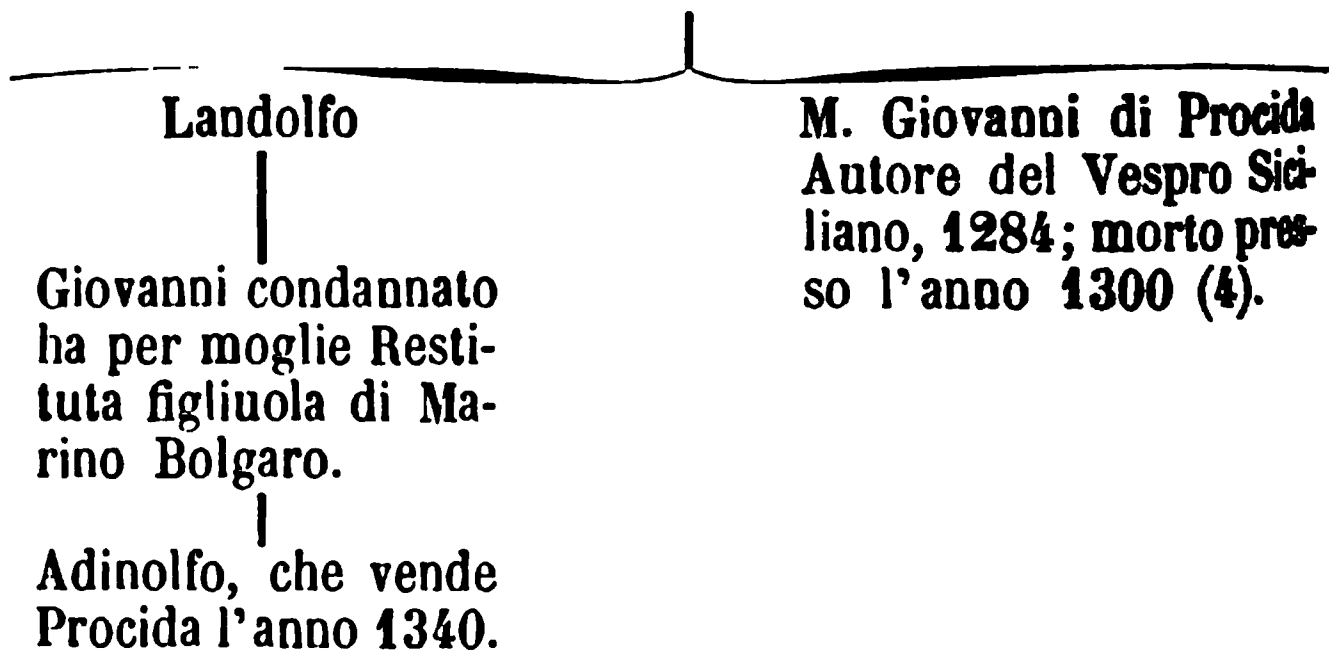 Landolfo
Giovanni condannato
ha per moglie Resti-
tuta figliuola di Ma-
rino Bolgaro.
Adinolfo, che vende
Procida l'anno 1340.
M. Giovanni di Procida
Autore del Vespro Sici-
liano, 1284; morto pres-
so l'anno 1300 (4).